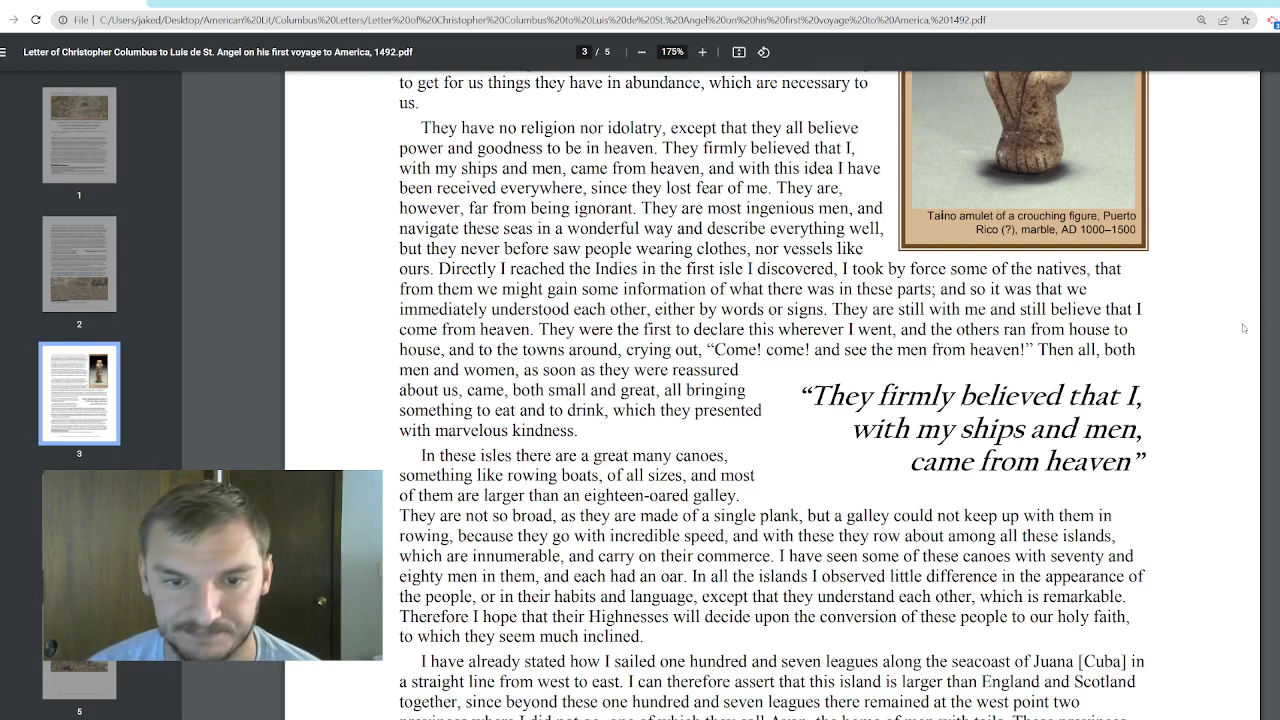 File
C:/Users/jaked/Desktop/American%20Lit/Columbus%20Letters/Letter%20of%20Christopher%20Columbus%20to%20Luis%20de%20St.%20Angel%20on%20his%20first%20voyage%20to%20America,%201492.pdf
Letter of Christopher Columbus to Luis de St. Angel on his first voyage to America, 1492.pdf
3 / 5
175%
1
2
3
5
to get for us things they have in abundance, which are necessary to
us.
They have no religion nor idolatry, except that they all believe
power and goodness to be in heaven. They firmly believed that I,
with my ships and men, came from heaven, and with this idea I have
been received everywhere, since they lost fear of me. They are,
however, far from being ignorant. They are most ingenious men, and
navigate these seas in a wonderful way and describe everything well,
but they never before saw people wearing clothes, nor vessels like
ours. Directly I reached the Indies in the first isle I discovered, I took by force some of the natives, that
from them we might gain some information of what there was in these parts; and so it was that we
immediately understood each other, either by words or signs. They are still with me and still believe that I
come from heaven. They were the first to declare this wherever I went, and the others ran from house to
house, and to the towns around, crying out, “Come! come! and see the men from heaven!” Then all, both
men and women, as soon as they were reassured
about us, came, both small and great, all bringing
something to eat and to drink, which they presented
with marvelous kindness.
In these isles there are a great many canoes,
something like rowing boats, of all sizes, and most
of them are larger than an eighteen-oared galley.
They are not so broad, as they are made of a single plank, but a galley could not keep up with them in
rowing, because they go with incredible speed, and with these they row about among all these islands,
which are innumerable, and carry on their commerce. I have seen some of these canoes with seventy and
eighty men in them, and each had an oar. In all the islands I observed little difference in the appearance of
the people, or in their habits and language, except that they understand each other, which is remarkable.
Therefore I hope that their Highnesses will decide upon the conversion of these people to our holy faith,
to which they seem much inclined.
I have already stated how I sailed one hundred and seven leagues along the seacoast of Juana [Cuba] in
a straight line from west to east. I can therefore assert that this island is larger than England and Scotland
together, since beyond these one hundred and seven leagues there remained at the west point two
Taíno amulet of a crouching figure, Puerto
Rico (?), marble, AD 1000–1500
“They firmly believed that I,
with my ships and men,
came from heaven”